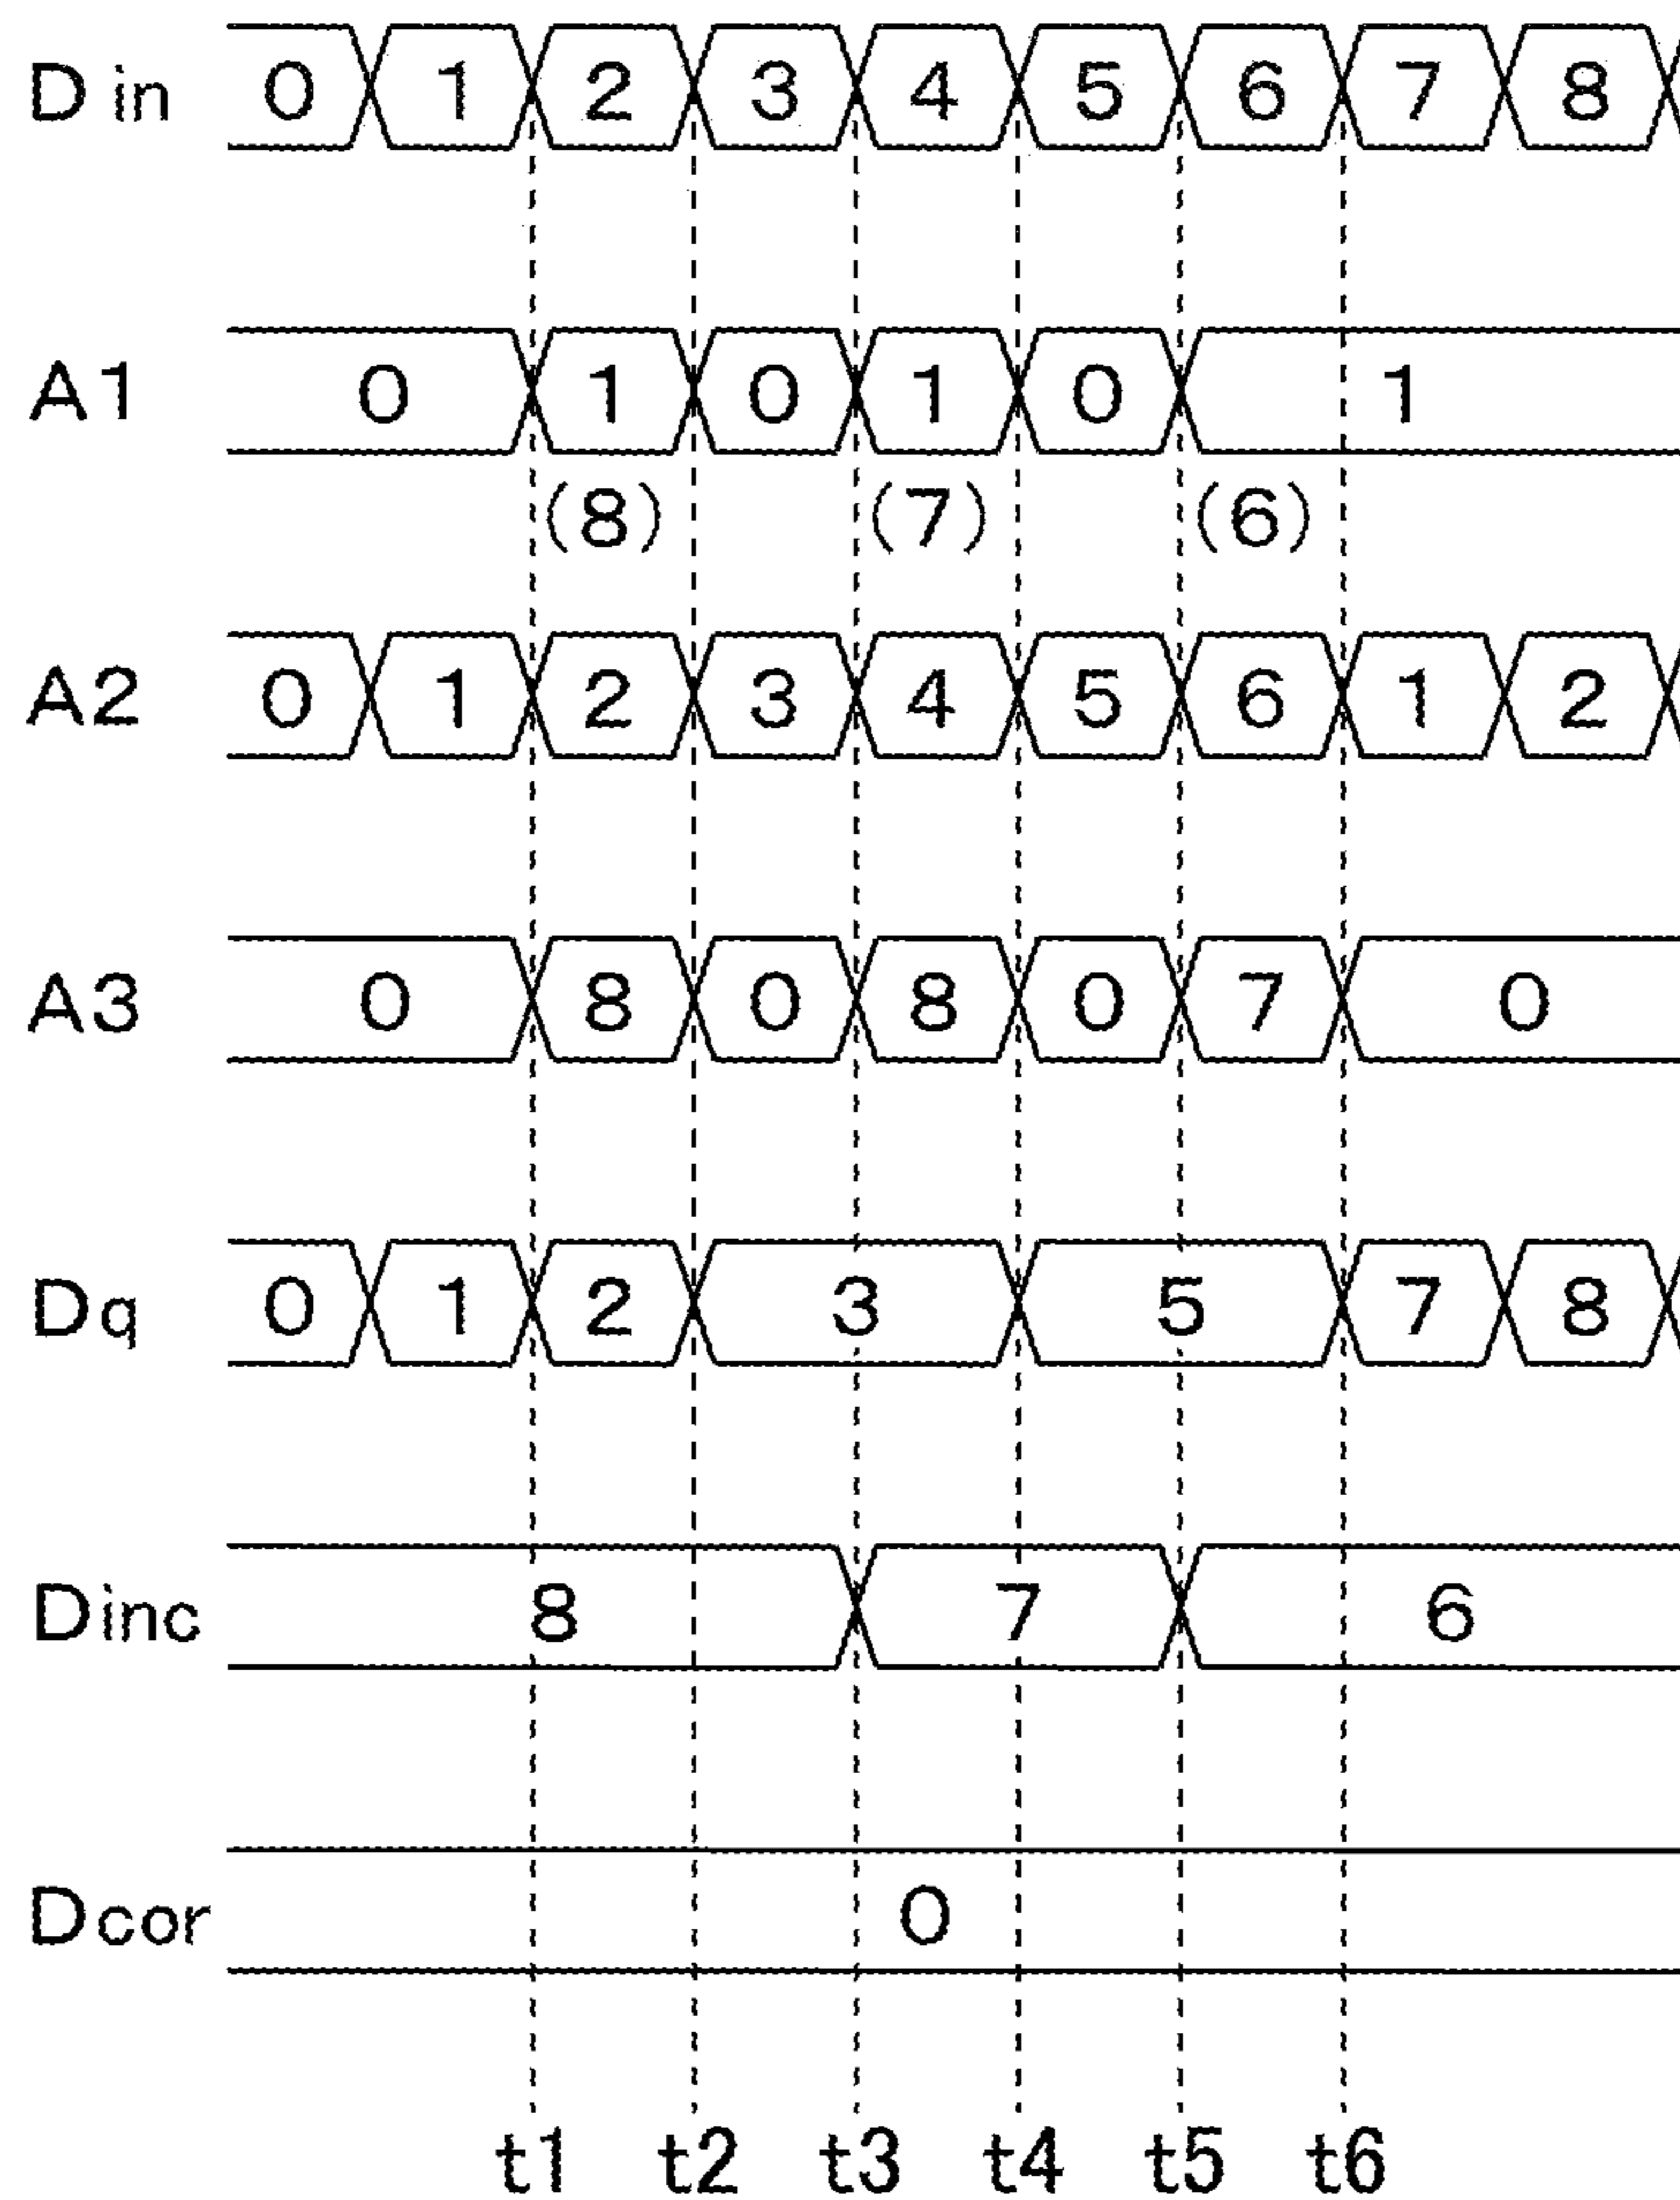 D in 0 1 2 3 4 5 6 7 8
A1 0 1 0 1 0 1
(8) (7) (6)
A2 0 1 2 3 4 5 6 1 2
A3 0 8 0 8 0 7 0
Dq 0 1 2 3 5 7 8
Dinc 8 7 6
Dcor 0
t1 t2 t3 t4 t5 t6